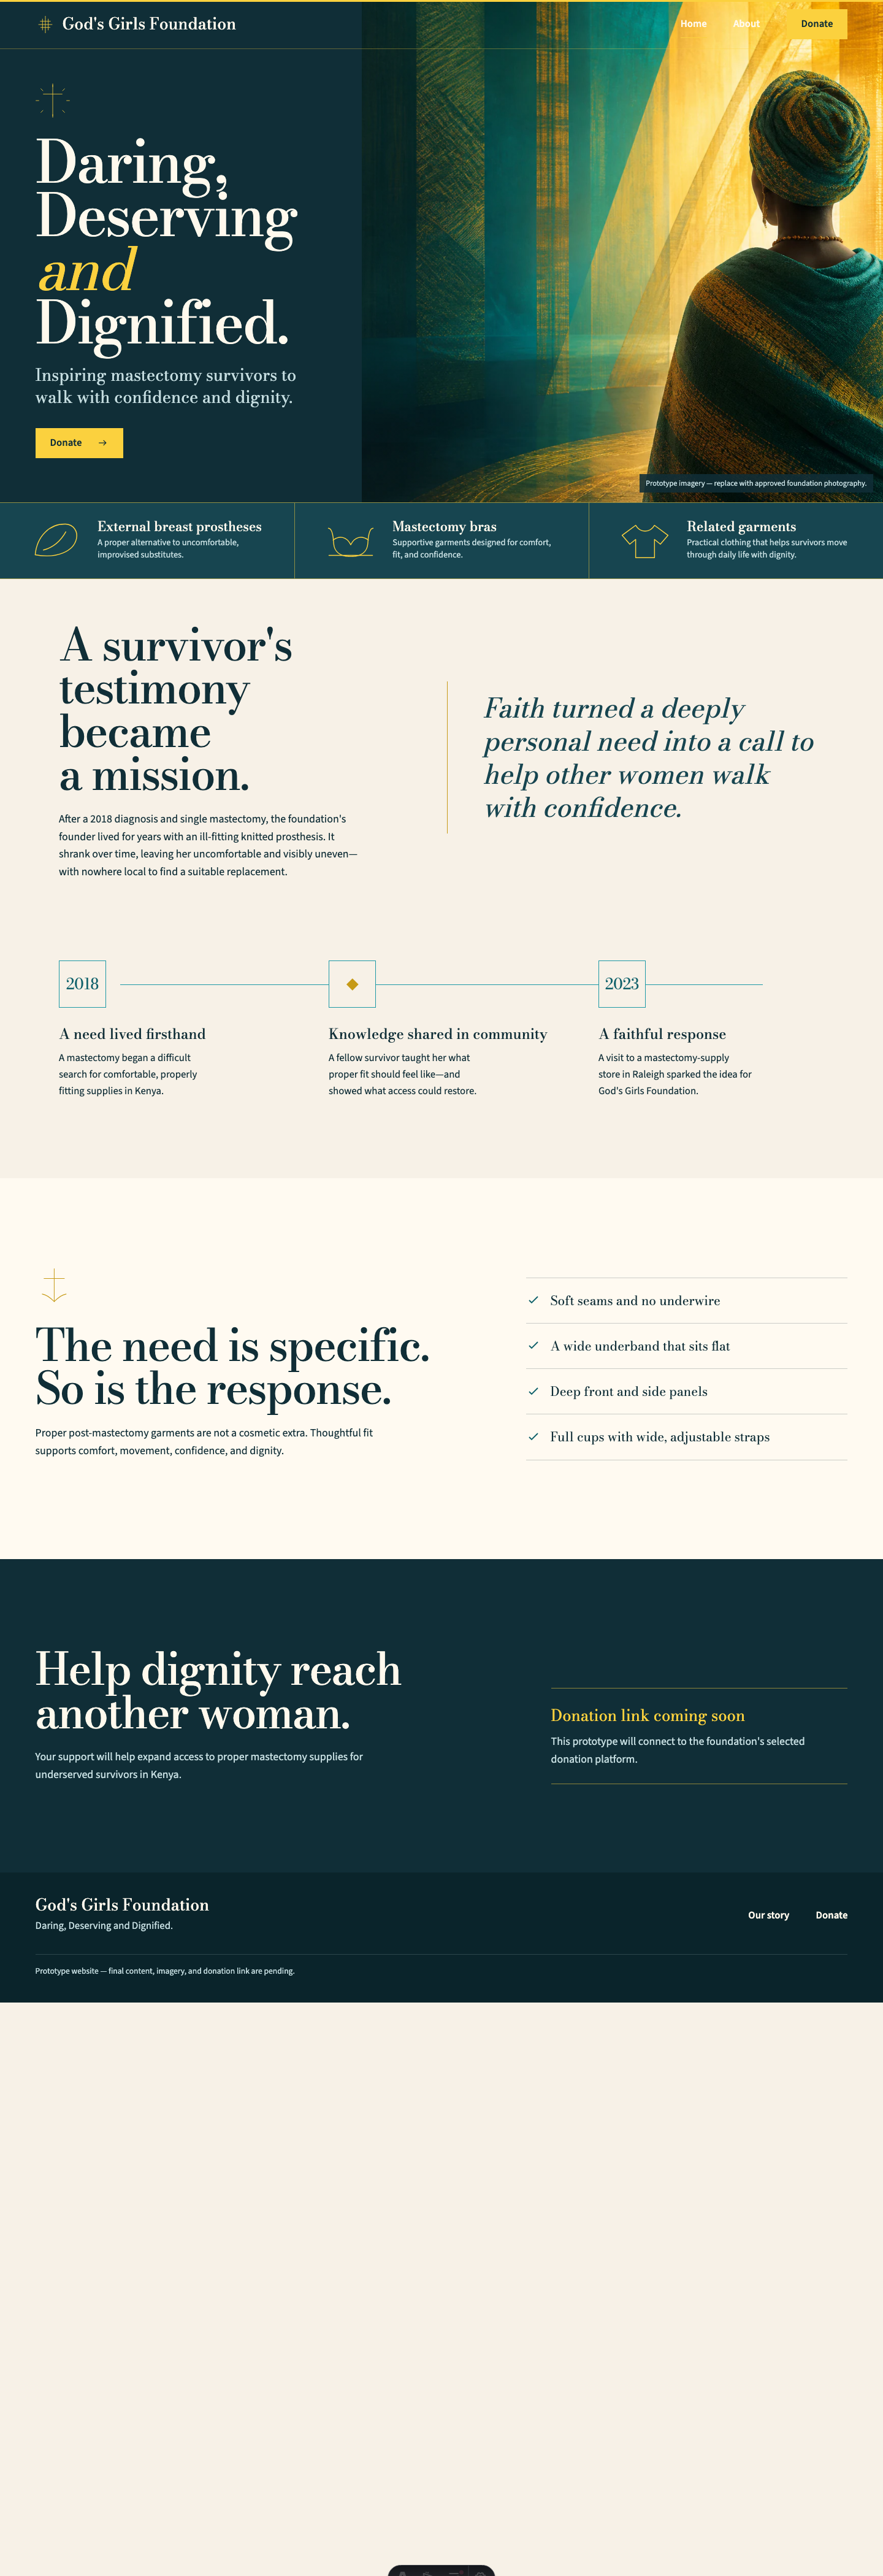 God's Girls Foundation
Home About Donate
Daring,
Deserving
and
Dignified.
Inspiring mastectomy survivors to
walk with confidence and dignity.
Donate
Prototype imagery — replace with approved foundation photography.
External breast prostheses
A proper alternative to uncomfortable,
improvised substitutes.
Mastectomy bras
Supportive garments designed for comfort,
fit, and confidence.
Related garments
Practical clothing that helps survivors move
through daily life with dignity.
A survivor's
testimony
became
a mission.
After a 2018 diagnosis and single mastectomy, the foundation's
founder lived for years with an ill-fitting knitted prosthesis. It
shrank over time, leaving her uncomfortable and visibly uneven—
with nowhere local to find a suitable replacement.
Faith turned a deeply
personal need into a call to
help other women walk
with confidence.
2018
A need lived firsthand
A mastectomy began a difficult
search for comfortable, properly
fitting supplies in Kenya.
Knowledge shared in community
A fellow survivor taught her what
proper fit should feel like—and
showed what access could restore.
2023
A faithful response
A visit to a mastectomy-supply
store in Raleigh sparked the idea for
God's Girls Foundation.
The need is specific.
So is the response.
Proper post-mastectomy garments are not a cosmetic extra. Thoughtful fit
supports comfort, movement, confidence, and dignity.
Soft seams and no underwire
A wide underband that sits flat
Deep front and side panels
Full cups with wide, adjustable straps
Help dignity reach
another woman.
Your support will help expand access to proper mastectomy supplies for
underserved survivors in Kenya.
Donation link coming soon
This prototype will connect to the foundation's selected
donation platform.
God's Girls Foundation
Daring, Deserving and Dignified.
Our story Donate
Prototype website — final content, imagery, and donation link are pending.